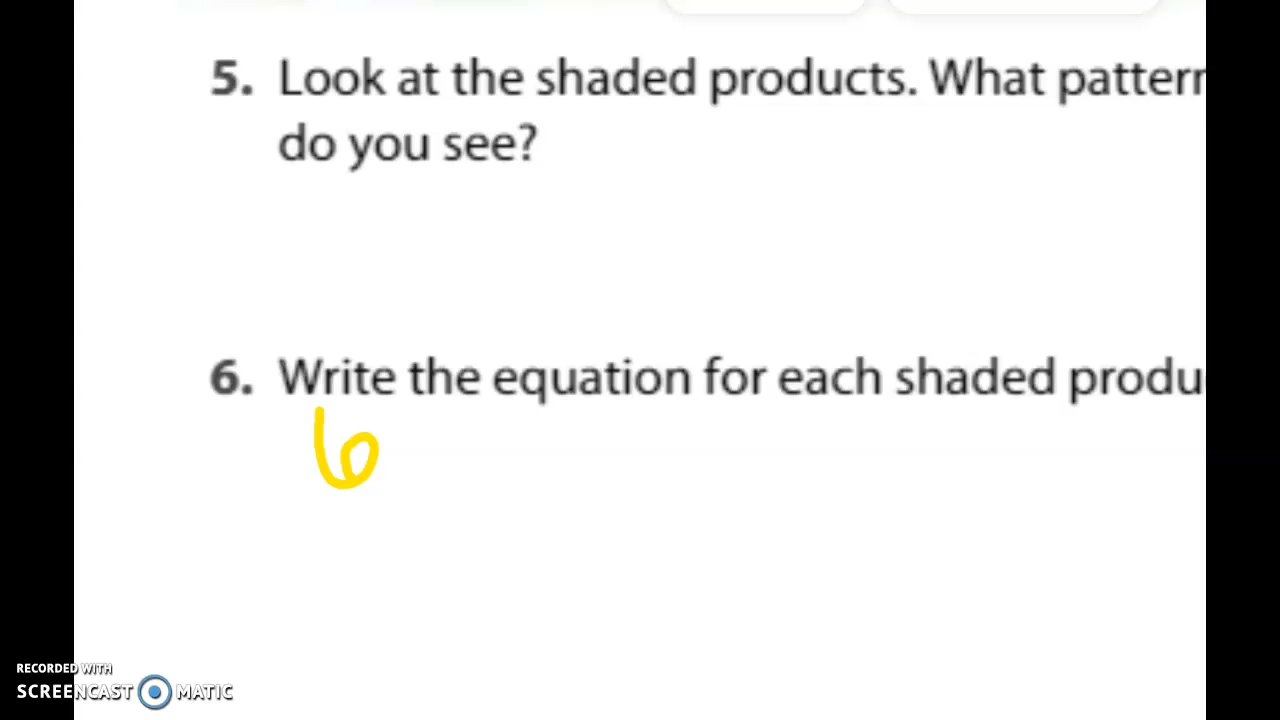 5. Look at the shaded products. What pattern
do you see?
6. Write the equation for each shaded produ
6
RECORDED WITH
SCREENCAST MATIC